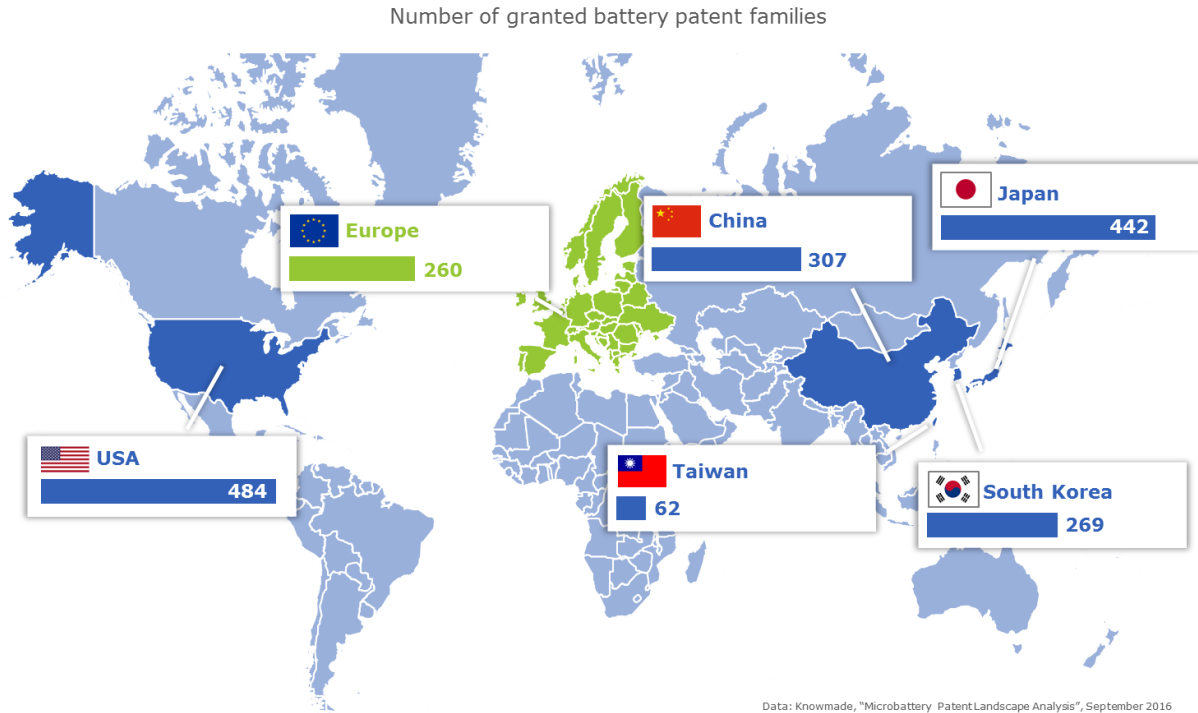 Number of granted battery patent families
Japan
442
China
307
Europe
260
USA
484
Taiwan
62
South Korea
269
Data: Knowmade, “Microbattery Patent Landscape Analysis”, September 2016